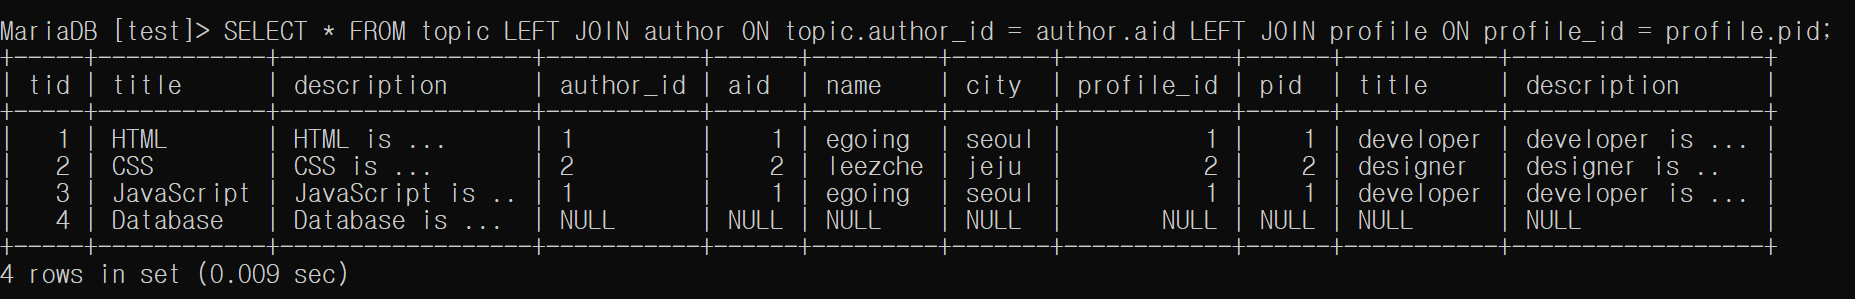 MariaDB [test]> SELECT * FROM topic LEFT JOIN author ON topic.author_id = author.aid LEFT JOIN profile ON profile_id = profile.pid;
+------+------------+----------------+-----------+------+---------+-------+------------+------+-----------+------------------+
| tid | title | description | author_id | aid | name | city | profile_id | pid | title | description |
+------+------------+----------------+-----------+------+---------+-------+------------+------+-----------+------------------+
| 1 | HTML | HTML is ... | 1 | 1 | egoing | seoul | 1 | 1 | developer | developer is ... |
| 2 | CSS | CSS is ... | 2 | 2 | leezche | jeju | 2 | 2 | designer | designer is .. |
| 3 | JavaScript | JavaScript is .. | 1 | 1 | egoing | seoul | 1 | 1 | developer | developer is ... |
| 4 | Database | Database is ... | NULL | NULL | NULL | NULL | NULL | NULL | NULL | NULL |
+------+------------+----------------+-----------+------+---------+-------+------------+------+-----------+------------------+
4 rows in set (0.009 sec)